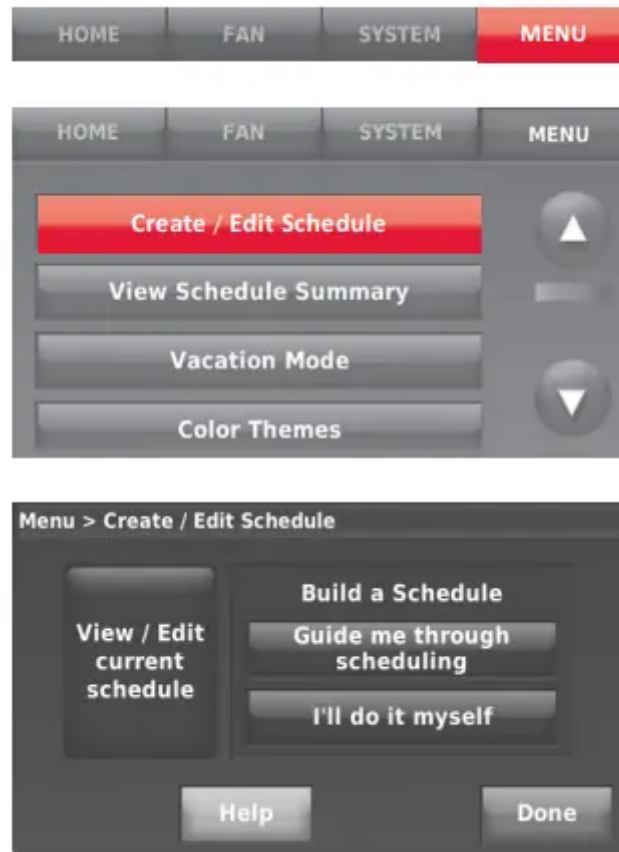 HOME FAN SYSTEM MENU
HOME FAN SYSTEM MENU
Create / Edit Schedule
View Schedule Summary
Vacation Mode
Color Themes
Menu > Create / Edit Schedule
View / Edit
current
schedule
Build a Schedule
Guide me through
scheduling
I'll do it myself
Help Done